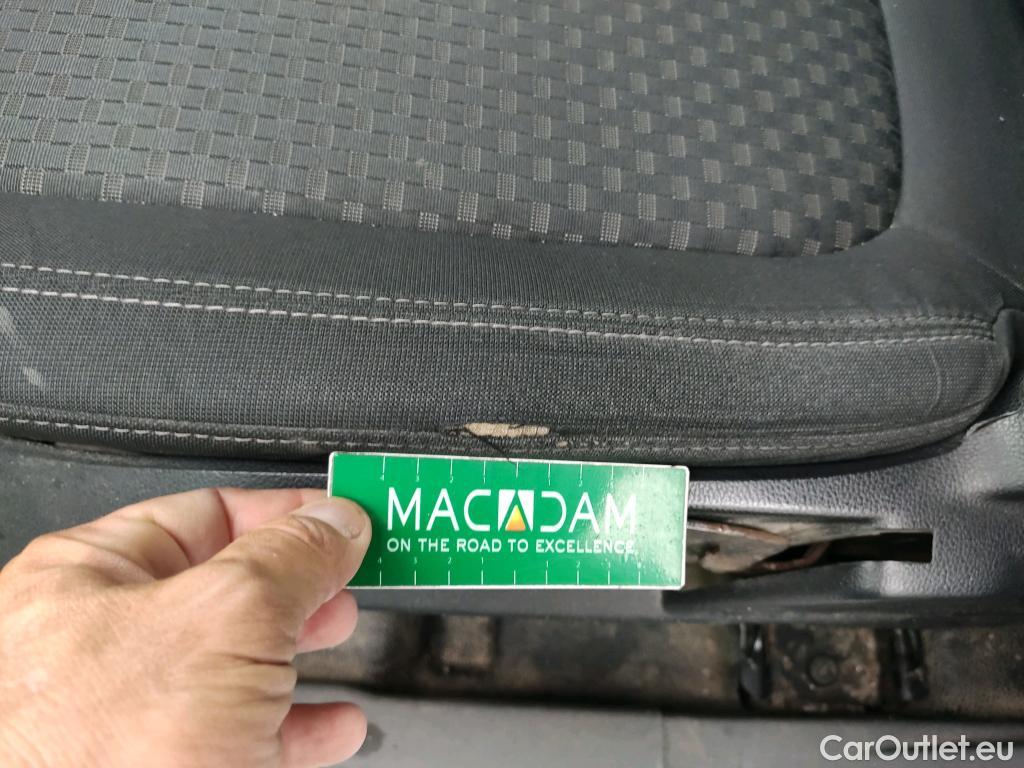 MACADAM
ON THE ROAD TO EXCELLENCE
CarOutlet.eu